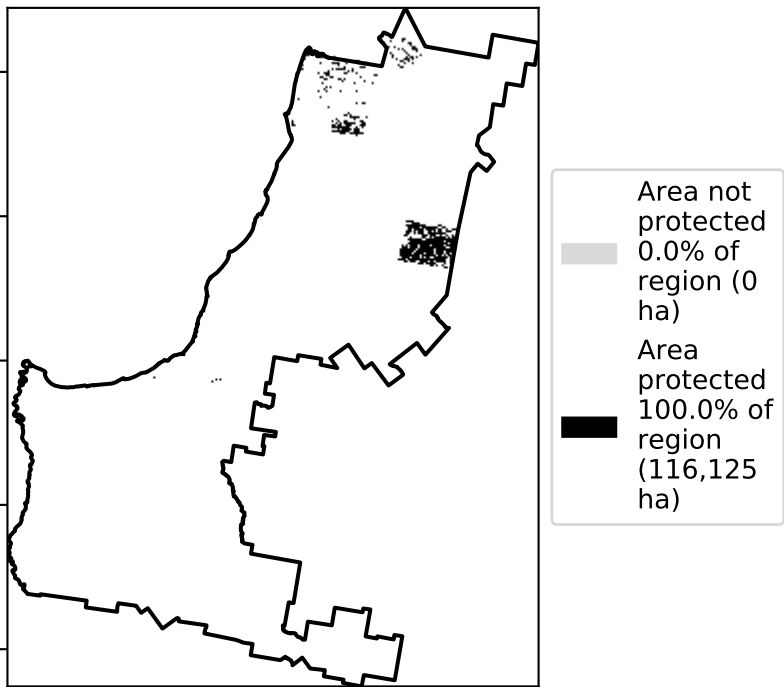 Area not
protected
0.0% of
region (0
ha)
Area
protected
100.0% of
region
(116,125
ha)